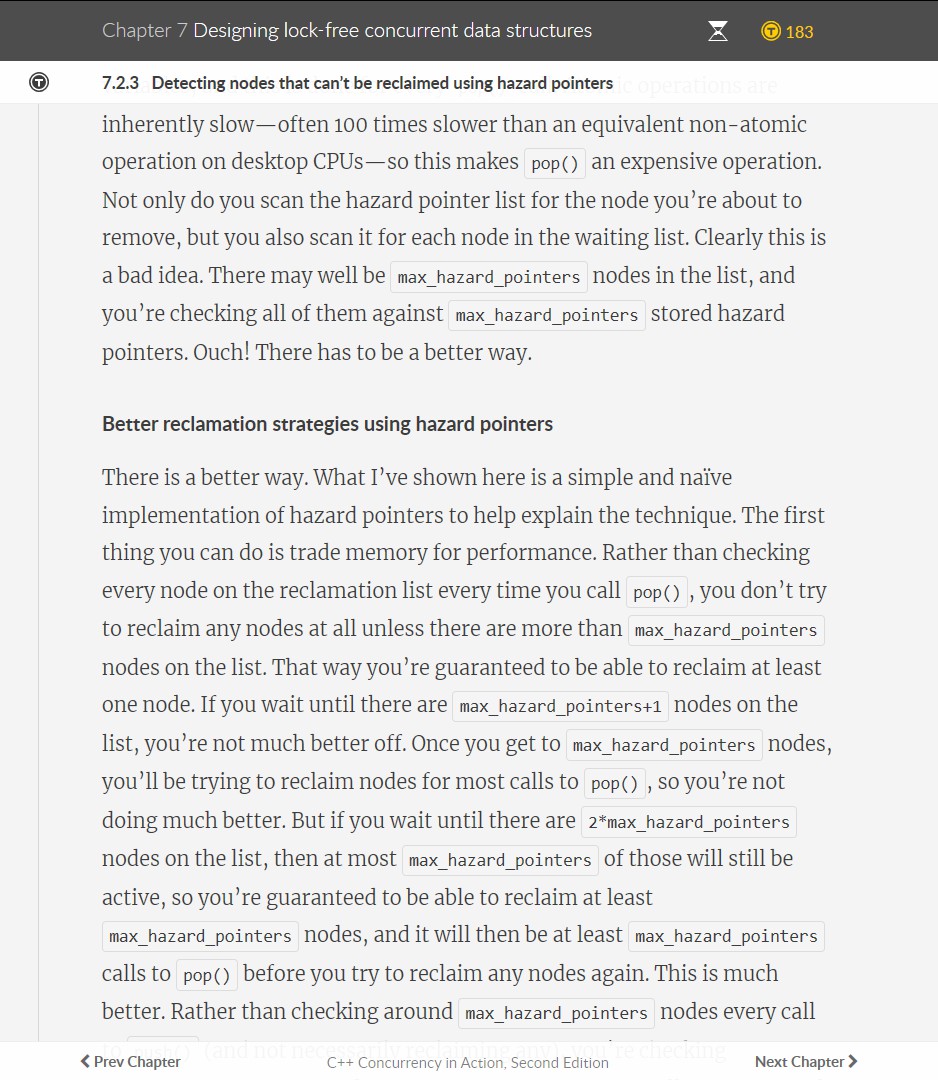 Chapter 7 Designing lock-free concurrent data structures
183
7.2.3 Detecting nodes that can’t be reclaimed using hazard pointers
operations are
inherently slow—often 100 times slower than an equivalent non-atomic
operation on desktop CPUs—so this makes pop() an expensive operation.
Not only do you scan the hazard pointer list for the node you’re about to
remove, but you also scan it for each node in the waiting list. Clearly this is
a bad idea. There may well be max_hazard_pointers nodes in the list, and
you’re checking all of them against max_hazard_pointers stored hazard
pointers. Ouch! There has to be a better way.
Better reclamation strategies using hazard pointers
There is a better way. What I’ve shown here is a simple and naïve
implementation of hazard pointers to help explain the technique. The first
thing you can do is trade memory for performance. Rather than checking
every node on the reclamation list every time you call pop(), you don’t try
to reclaim any nodes at all unless there are more than max_hazard_pointers
nodes on the list. That way you’re guaranteed to be able to reclaim at least
one node. If you wait until there are max_hazard_pointers+1 nodes on the
list, you’re not much better off. Once you get to max_hazard_pointers nodes,
you’ll be trying to reclaim nodes for most calls to pop(), so you’re not
doing much better. But if you wait until there are 2*max_hazard_pointers
nodes on the list, then at most max_hazard_pointers of those will still be
active, so you’re guaranteed to be able to reclaim at least
max_hazard_pointers nodes, and it will then be at least max_hazard_pointers
calls to pop() before you try to reclaim any nodes again. This is much
better. Rather than checking around max_hazard_pointers nodes every call
to push() (and not necessarily reclaiming any), you’re checking
Prev Chapter
C++ Concurrency in Action, Second Edition
Next Chapter